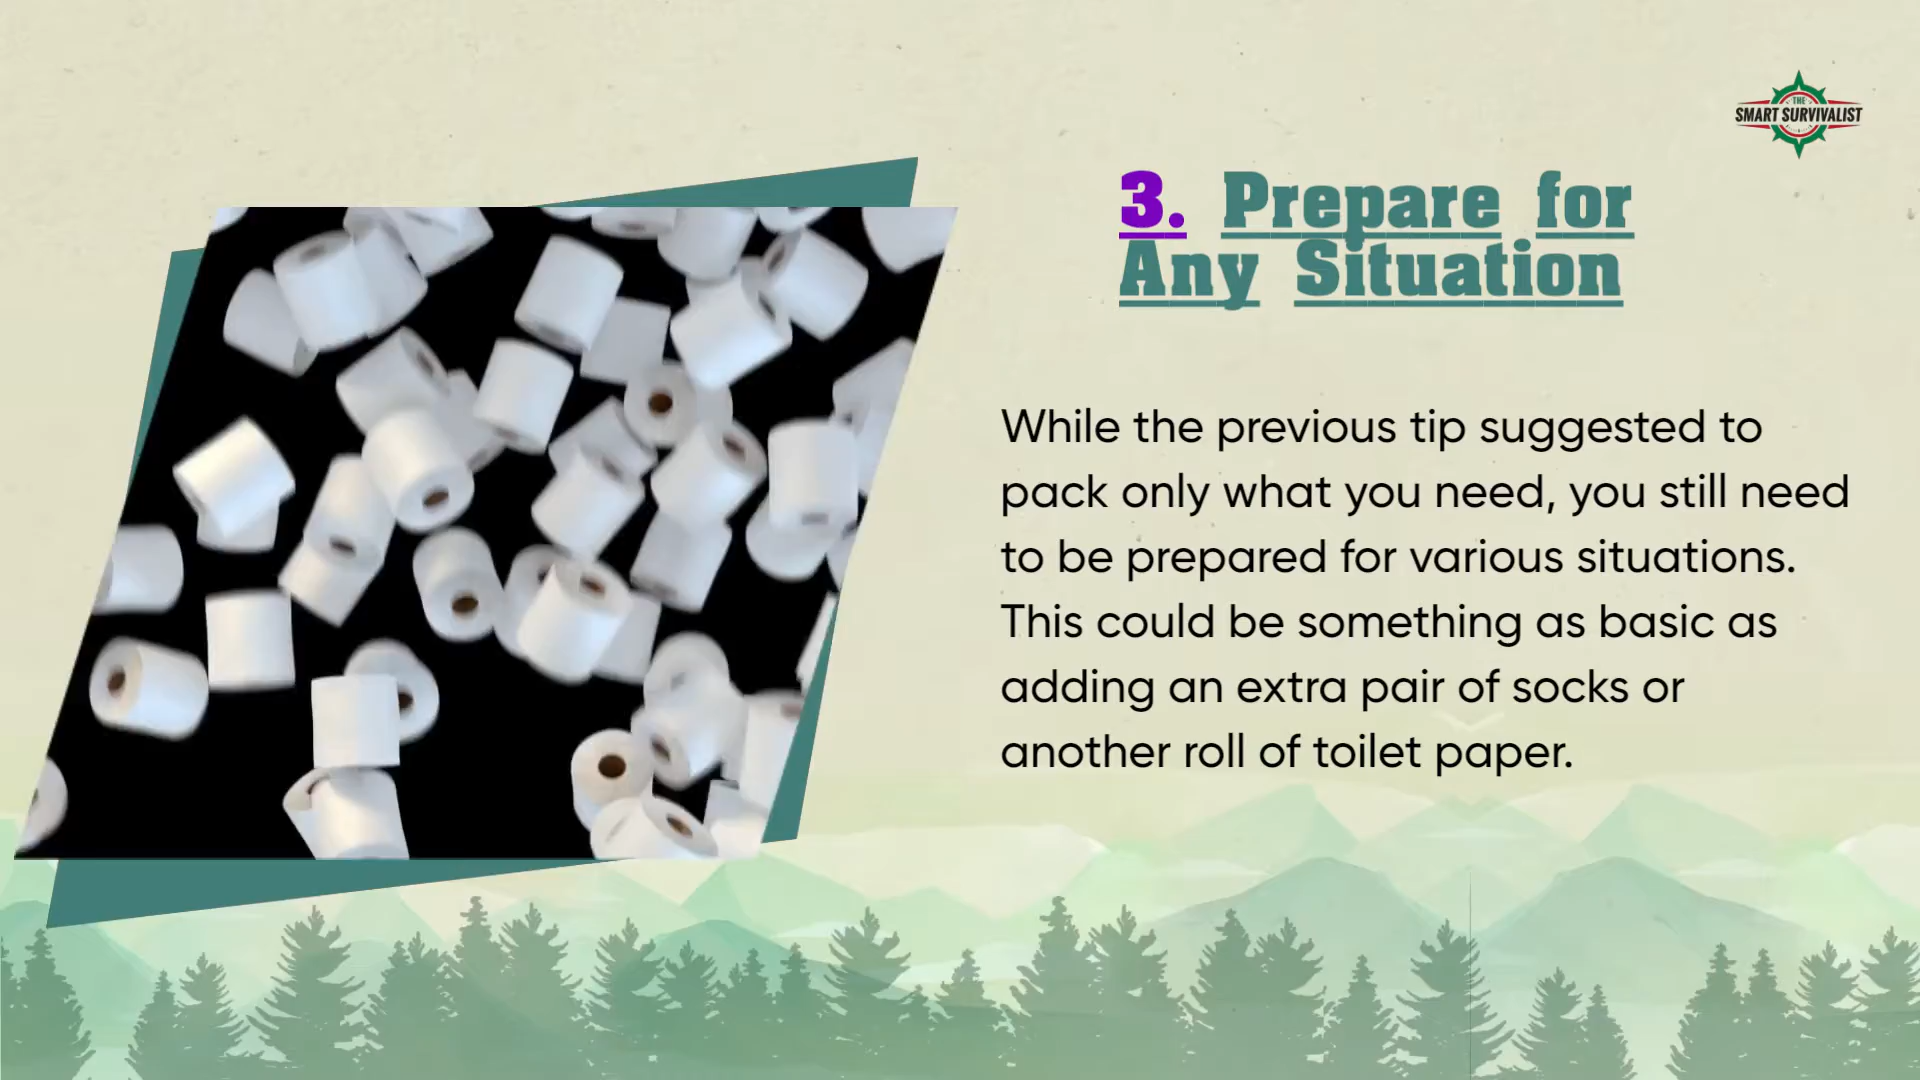 THE
SMART SURVIVALIST
3. Prepare for
Any Situation
While the previous tip suggested to
pack only what you need, you still need
to be prepared for various situations.
This could be something as basic as
adding an extra pair of socks or
another roll of toilet paper.